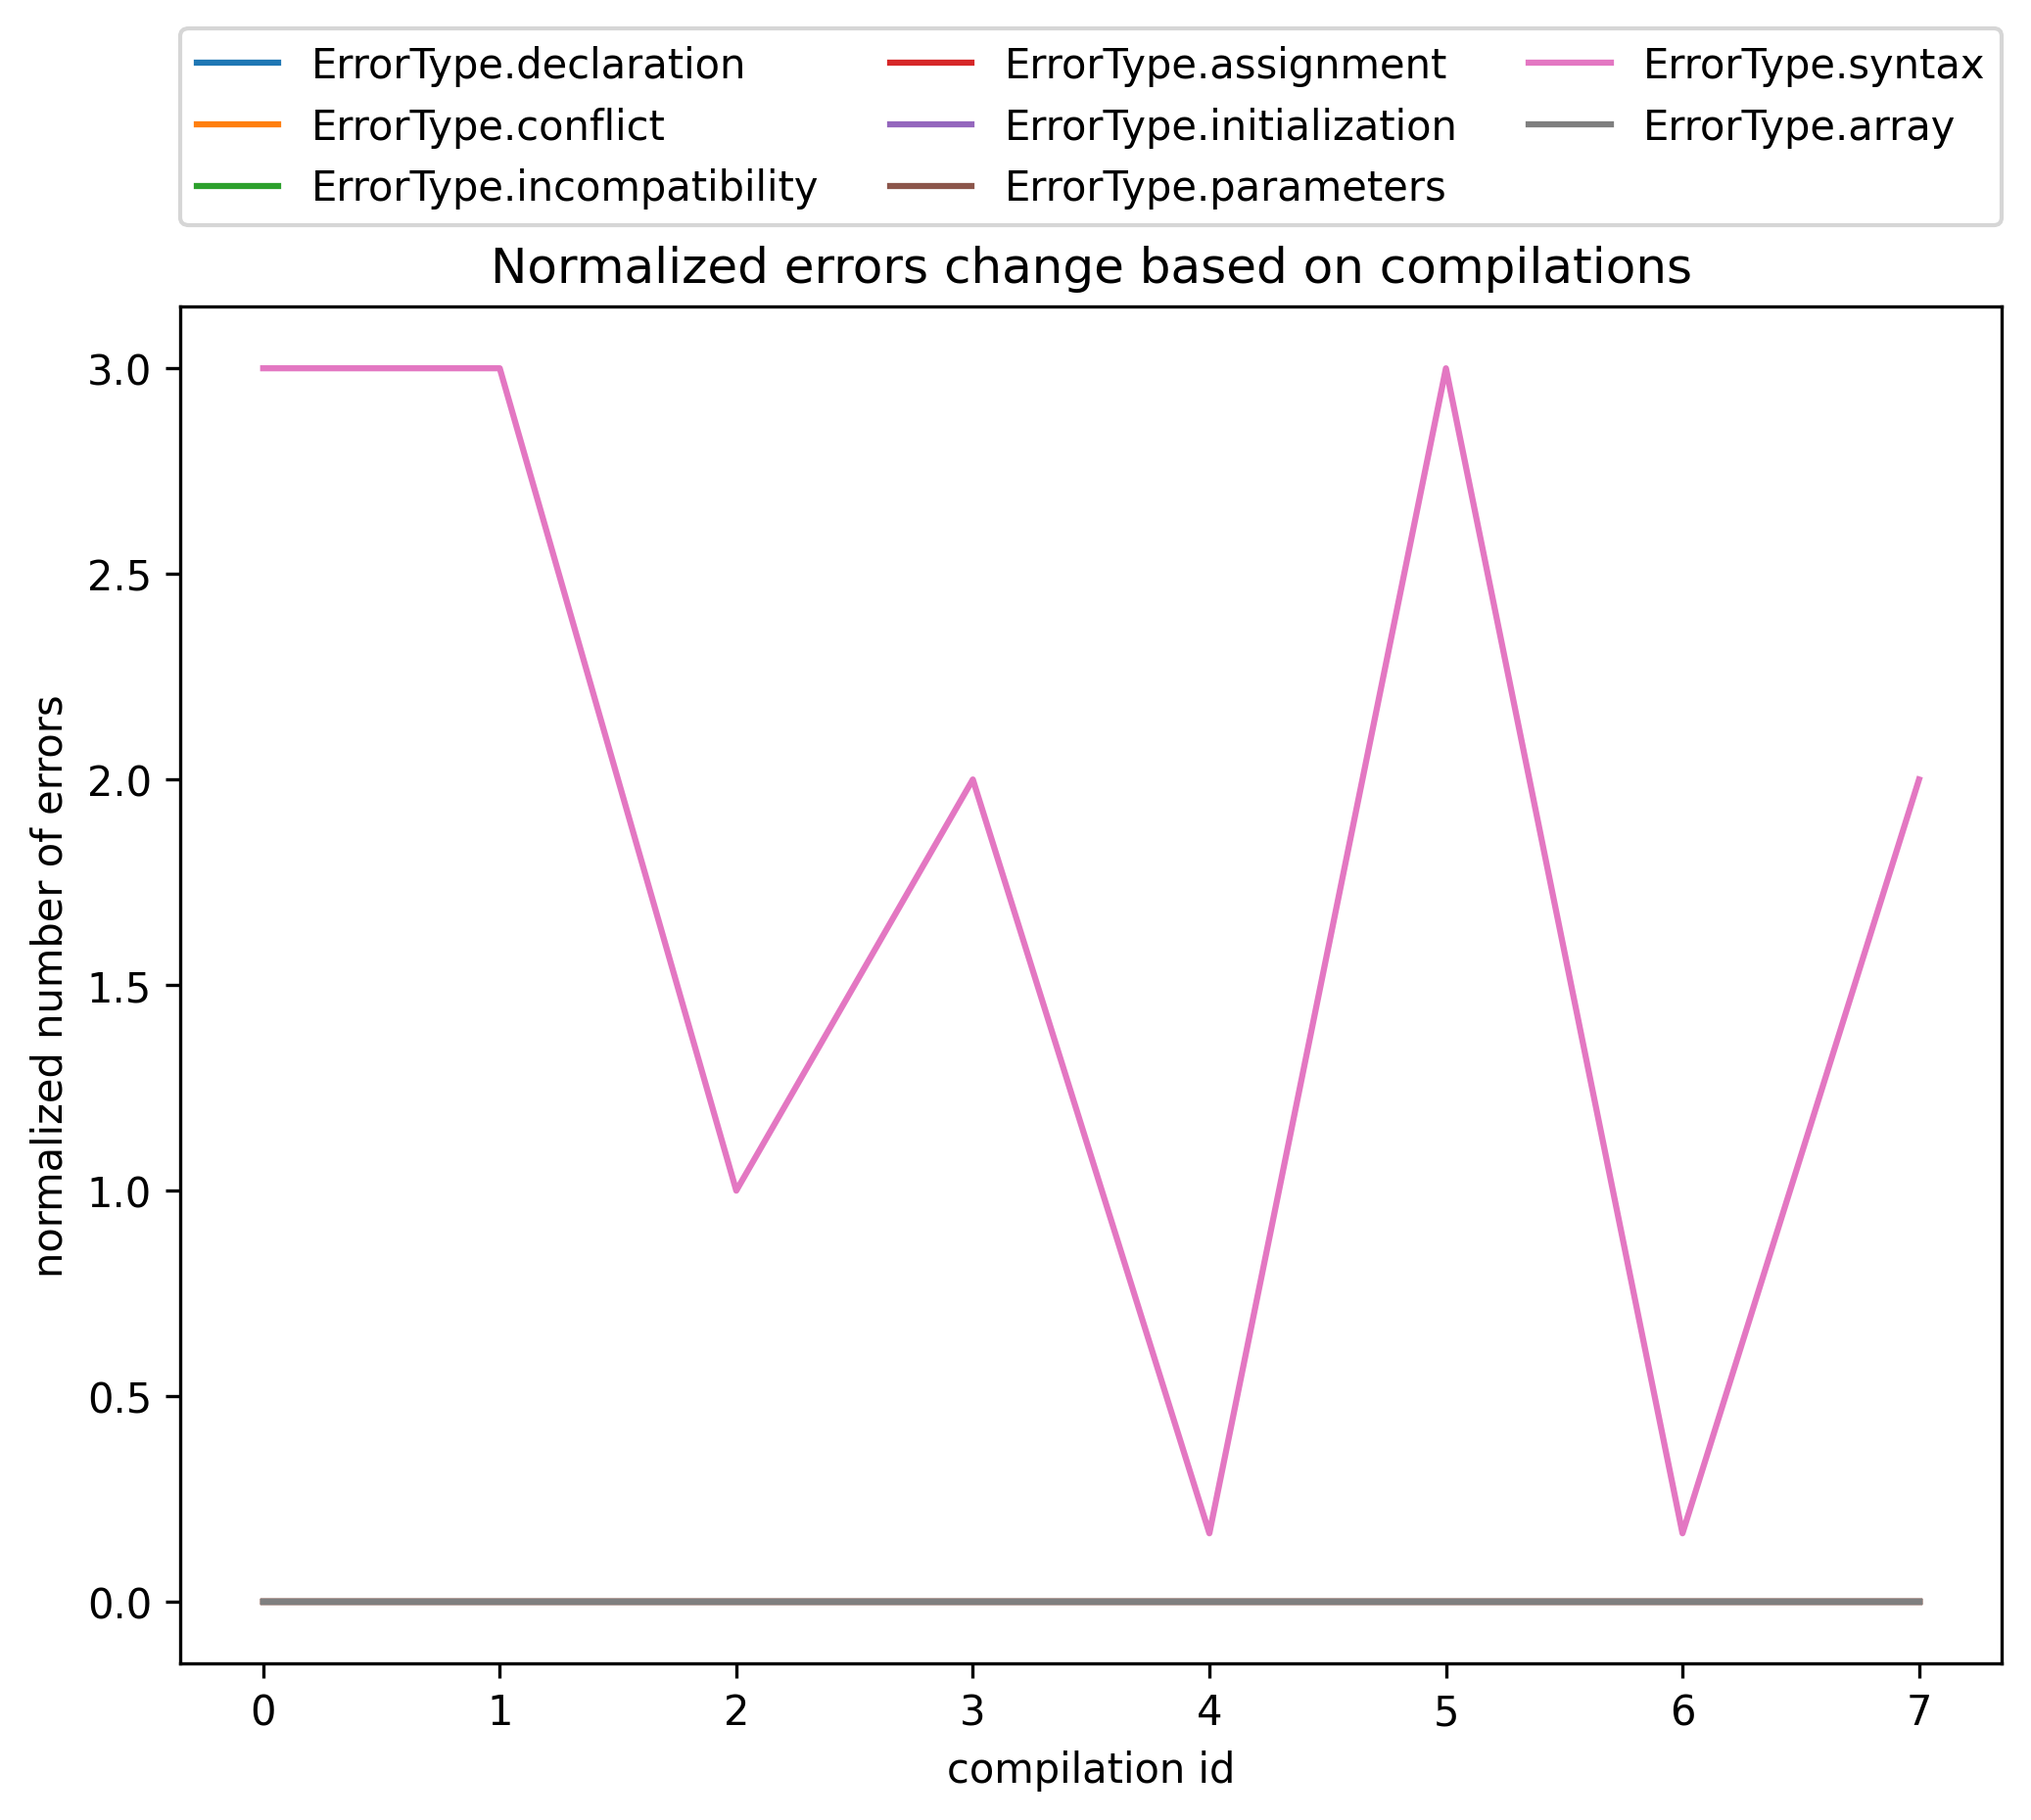 ErrorType.declaration
ErrorType.conflict
ErrorType.incompatibility
ErrorType.assignment
ErrorType.initialization
ErrorType.parameters
ErrorType.syntax
ErrorType.array
Normalized errors change based on compilations
normalized number of errors
3.0
2.5
2.0
1.5
1.0
0.5
0.0
0 1 2 3 4 5 6 7
compilation id